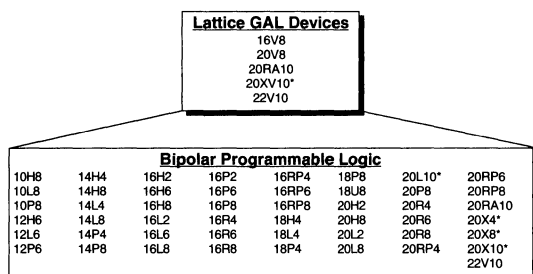 Lattice GAL Devices
16V8
20V8
20RA10
20XV10*
22V10
Bipolar Programmable Logic
10H8 14H4 16H2 16P2 16RP4 18P8 20L10* 20RP6
10L8 14H8 16H6 16P6 16RP6 18U8 20P8 20RP8
10P8 14L4 16H8 16P8 16RP8 20H2 20R4 20RA10
12H6 14L8 16L2 16R4 18H4 20H8 20R6 20X4*
12L6 14P4 16L6 16R6 18L4 20L2 20R8 20X8*
12P6 14P8 16L8 16R8 18P4 20L8 20RP4 20X10*
22V10